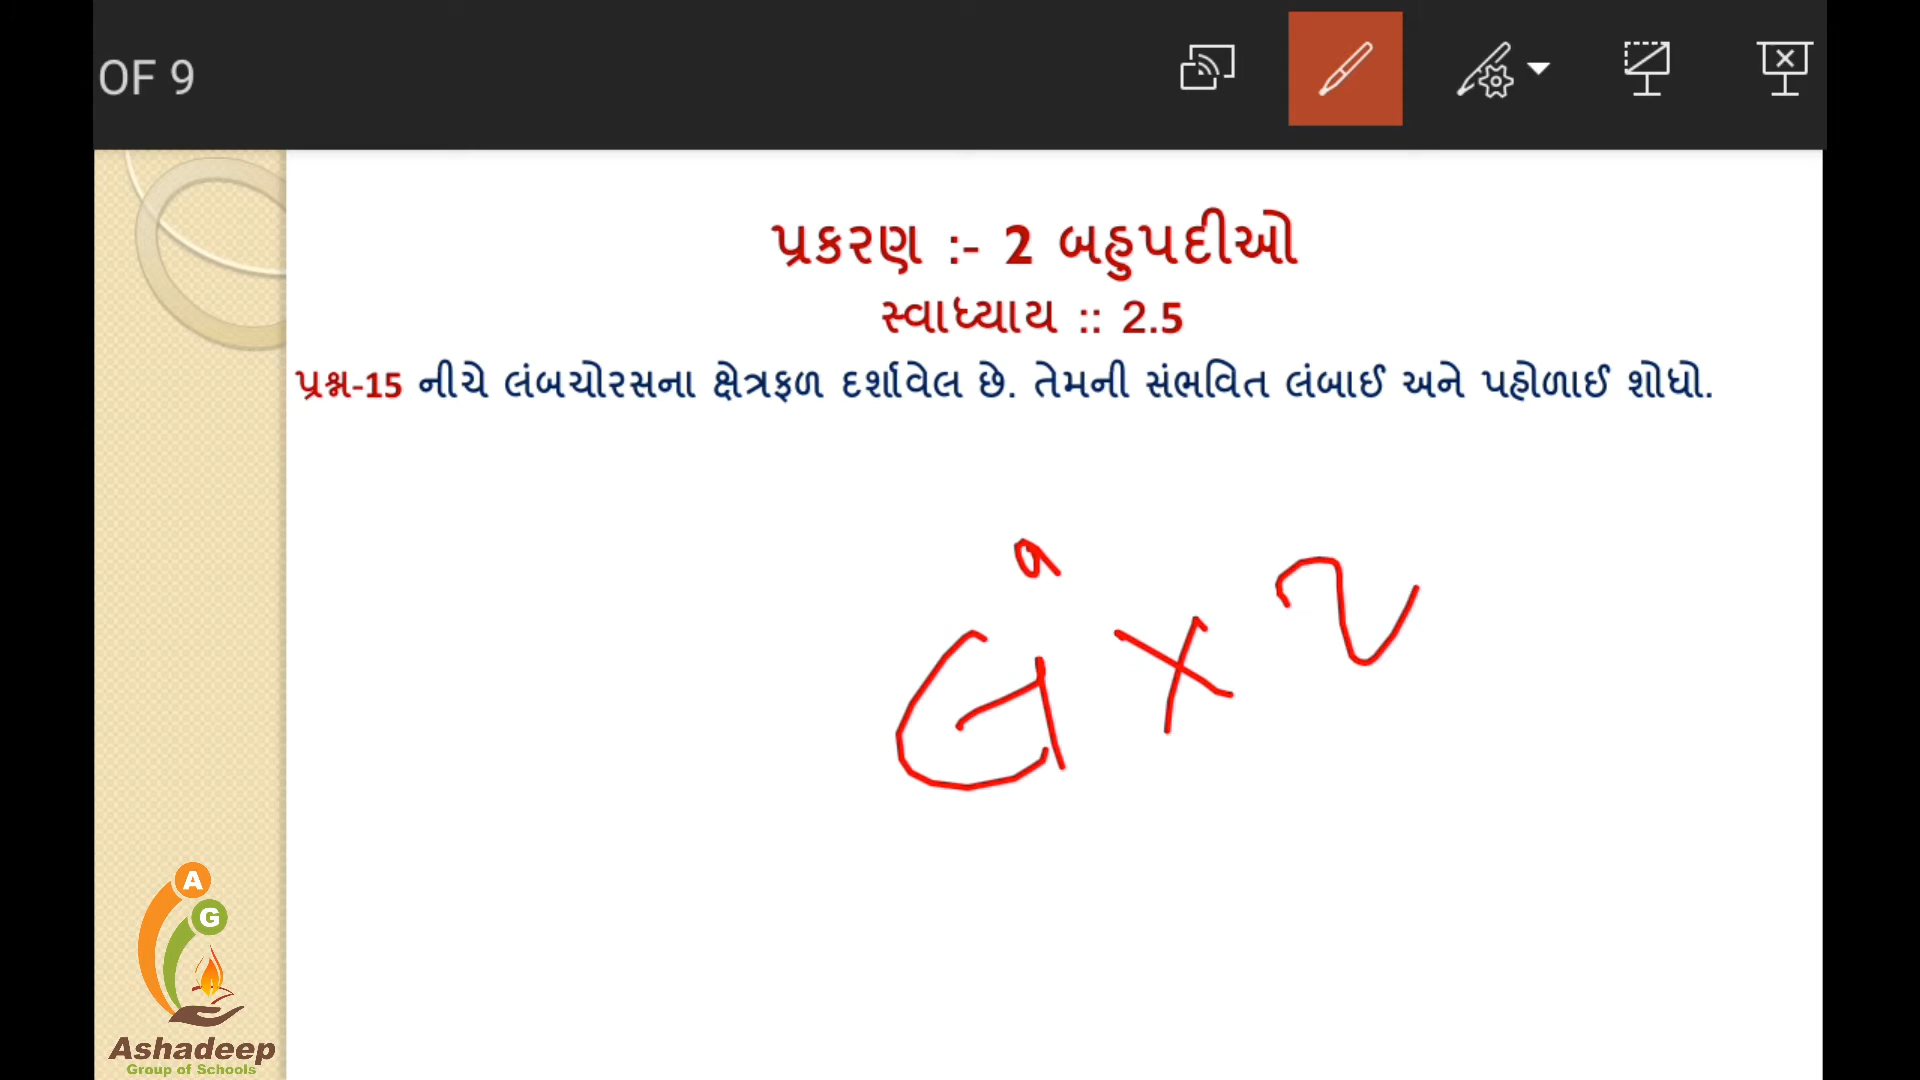 OF 9
પ્રકરણ :- 2 બહુપદીઓ
સ્વાધ્યાય :: 2.5
પ્રશ્ન-15 નીચે લંબચોરસના ક્ષેત્રફળ દર્શાવેલ છે. તેમની સંભવિત લંબાઈ અને પહોળાઈ શોધો.
A
G
Ashadeep
Group of Schools